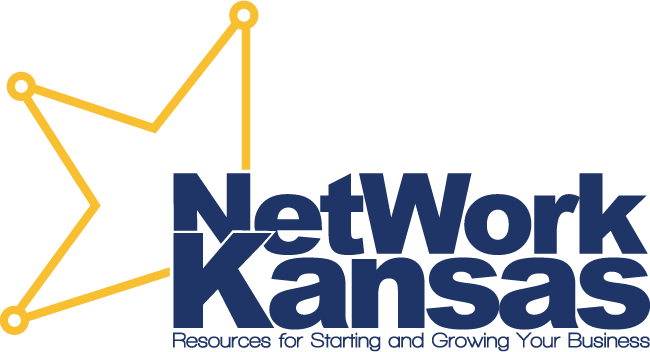 NetWork
Kansas
Resources for Starting and Growing Your Business